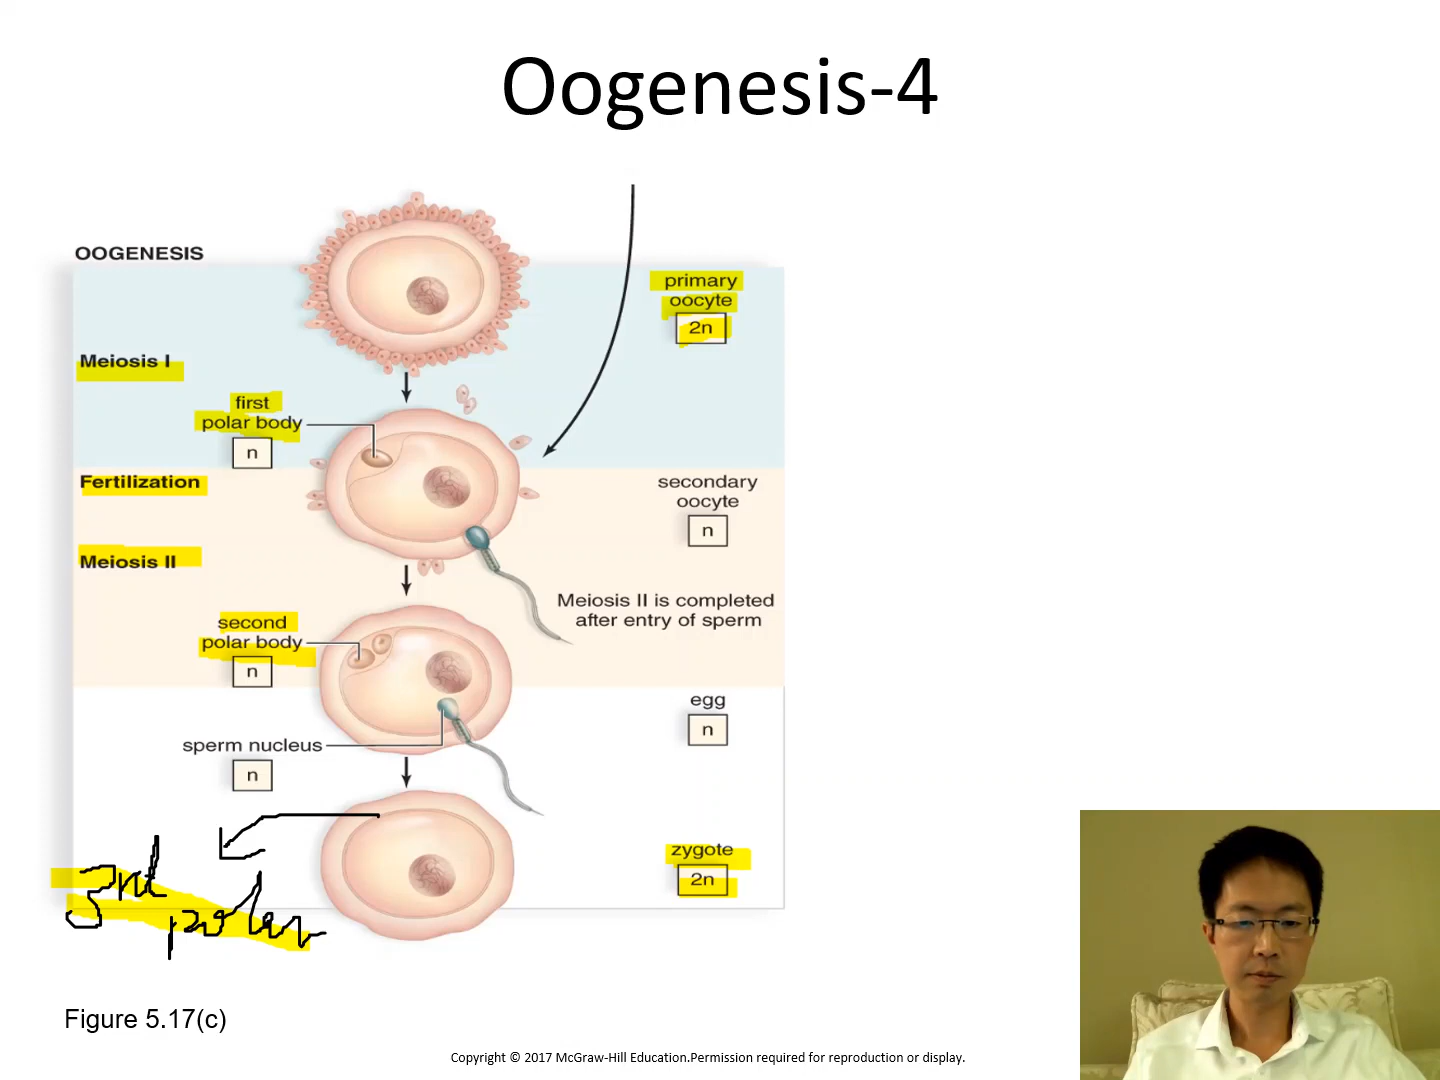 Oogenesis-4
OOGENESIS
primary
oocyte
2n
Meiosis I
first
polar body
n
Fertilization
secondary
oocyte
n
Meiosis II
Meiosis II is completed
after entry of sperm
second
polar body
n
egg
n
sperm nucleus
n
zygote
2n
2nd
polar
Figure 5.17(c)
Copyright © 2017 McGraw-Hill Education.Permission required for reproduction or display.